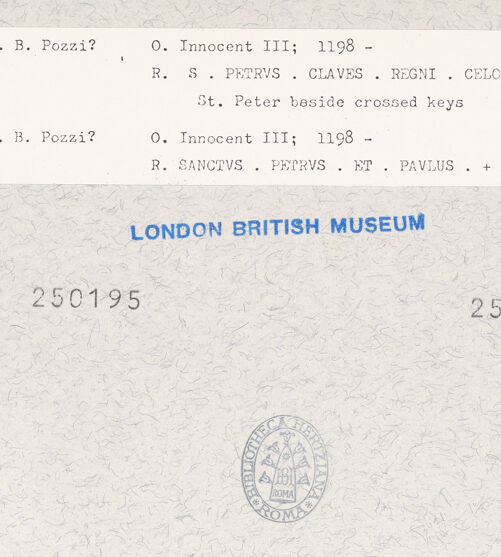 . B. Pozzi? O. Innocent III; 1198 -
R. S . PETRVS . CLAVES . REGNI . CELO
St. Peter beside crossed keys
. B. Pozzi? O. Innocent III; 1198 -
R. SANCTVS . PETRVS . ET . PAVLUS . +
LONDON BRITISH MUSEUM
250195 25
BIBLIOTHECA HERTZIANA
ROMA
* ROMA *